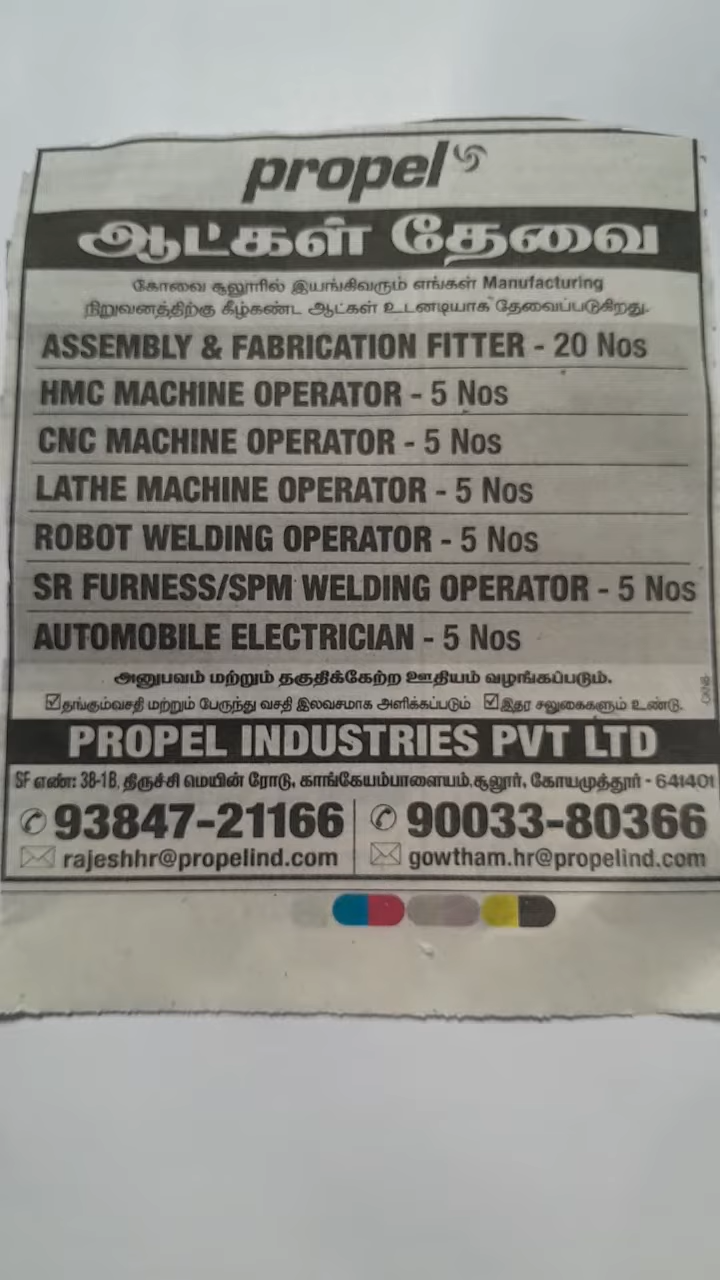 propel
ஆட்கள் தேவை
கோவை சூலூரில் இயங்கிவரும் எங்கள் Manufacturing
நிறுவனத்திற்கு கீழ்கண்ட ஆட்கள் உடனடியாக தேவைப்படுகிறது.
ASSEMBLY & FABRICATION FITTER - 20 Nos
HMC MACHINE OPERATOR - 5 Nos
CNC MACHINE OPERATOR - 5 Nos
LATHE MACHINE OPERATOR - 5 Nos
ROBOT WELDING OPERATOR - 5 Nos
SR FURNESS/SPM WELDING OPERATOR - 5 Nos
AUTOMOBILE ELECTRICIAN - 5 Nos
அனுபவம் மற்றும் தகுதிக்கேற்ற ஊதியம் வழங்கப்படும்.
☑தங்கும்வசதி மற்றும் பேருந்து வசதி இலவசமாக அளிக்கப்படும் ☑இதர சலுகைகளும் உண்டு.
PROPEL INDUSTRIES PVT LTD
SF எண்: 38-1B, திருச்சி மெயின் ரோடு, காங்கேயம்பாளையம்,சூலூர், கோயமுத்தூர் - 641401
93847-21166 90033-80366
rajeshhr@propelind.com gowtham.hr@propelind.com